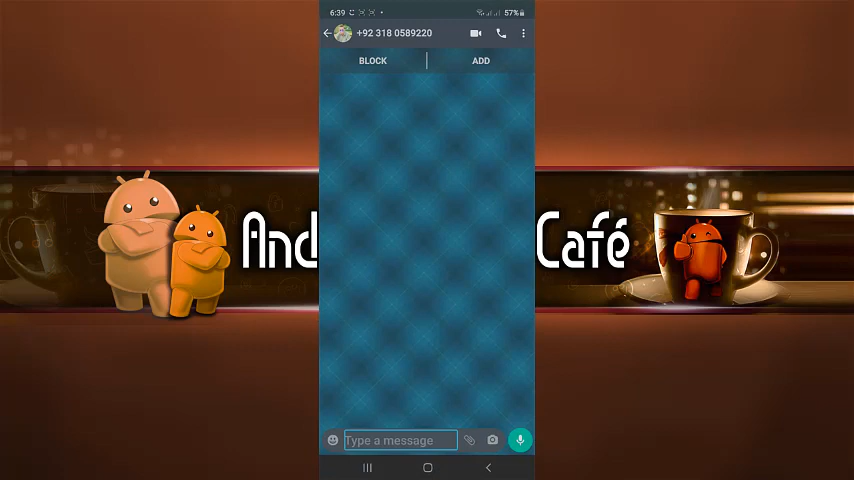 6:39
57%
+92 318 0589220
BLOCK
ADD
And
Café
Type a message